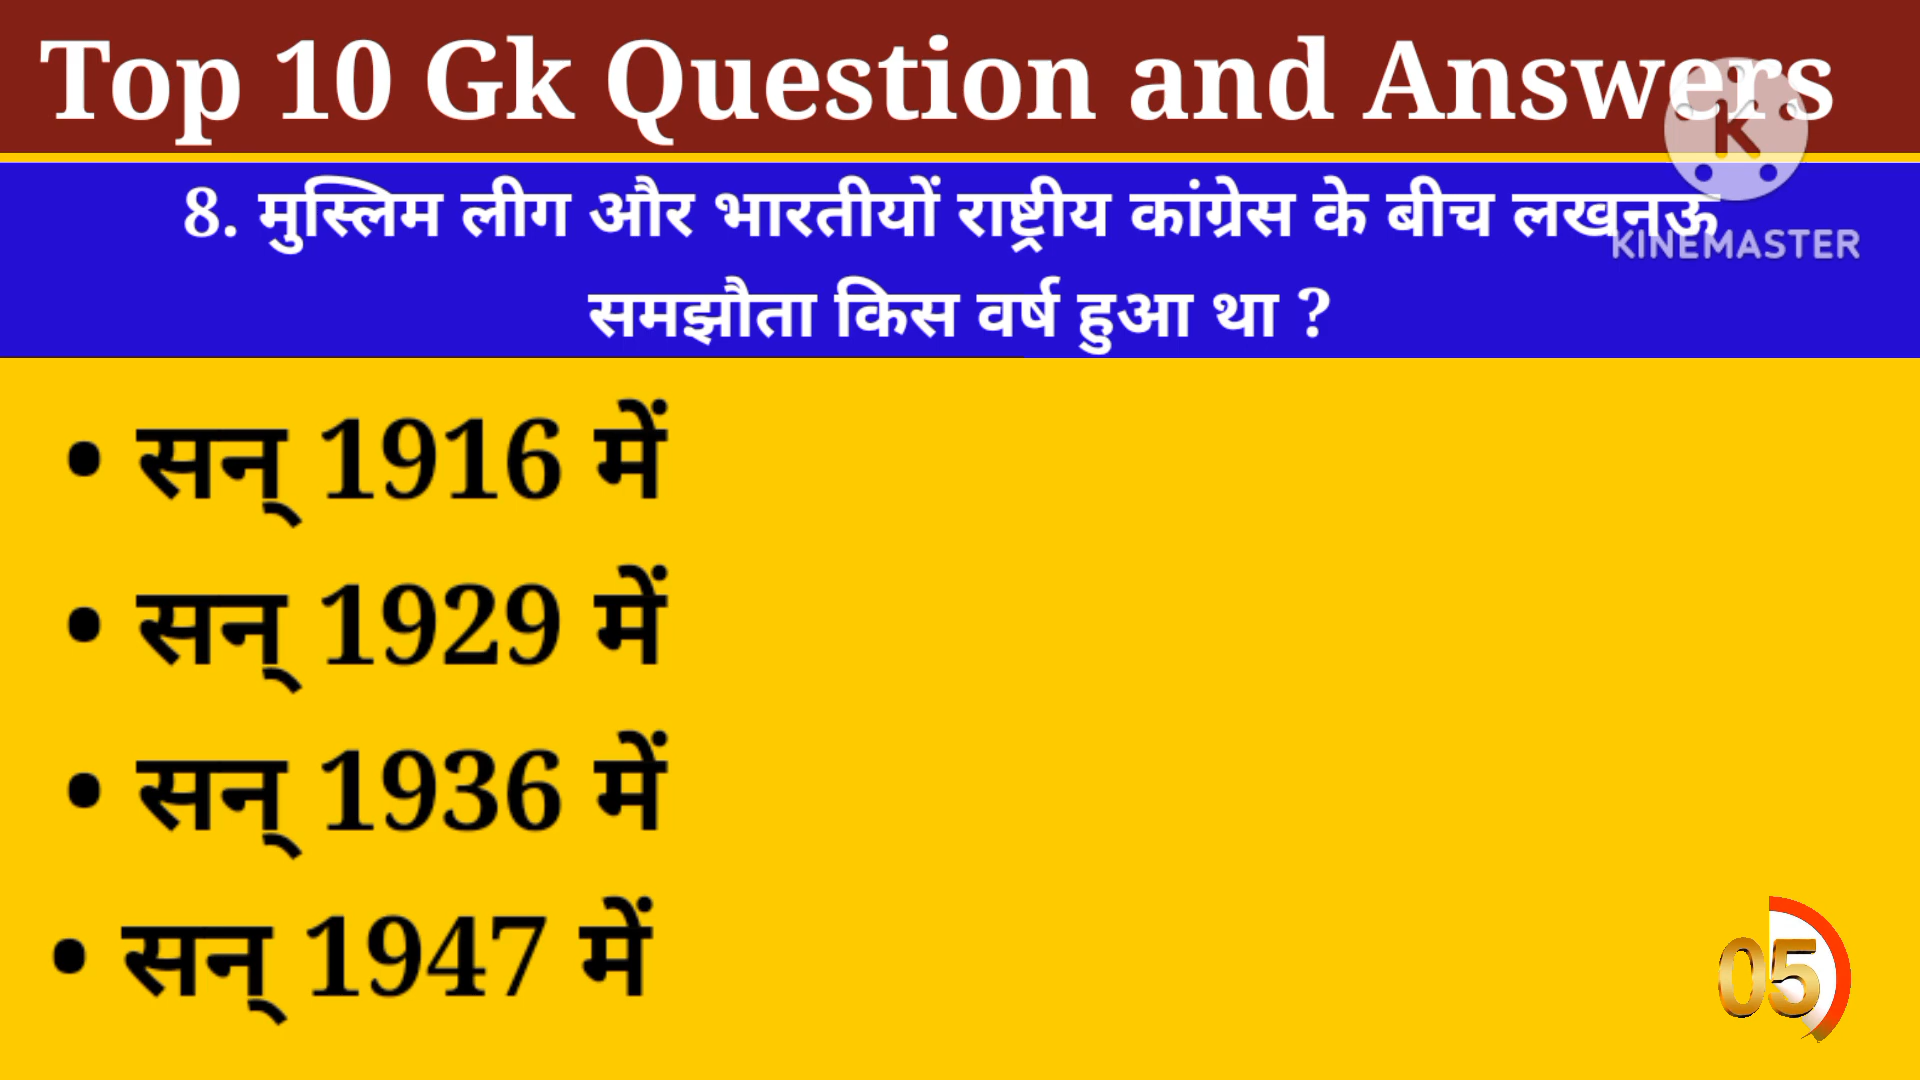 Top 10 Gk Question and Answers
8. मुस्लिम लीग और भारतीयों राष्ट्रीय कांग्रेस के बीच लखनऊ
K
KINEMASTER
समझौता किस वर्ष हुआ था ?
• सन् 1916 में
• सन् 1929 में
• सन् 1936 में
• सन् 1947 में
05